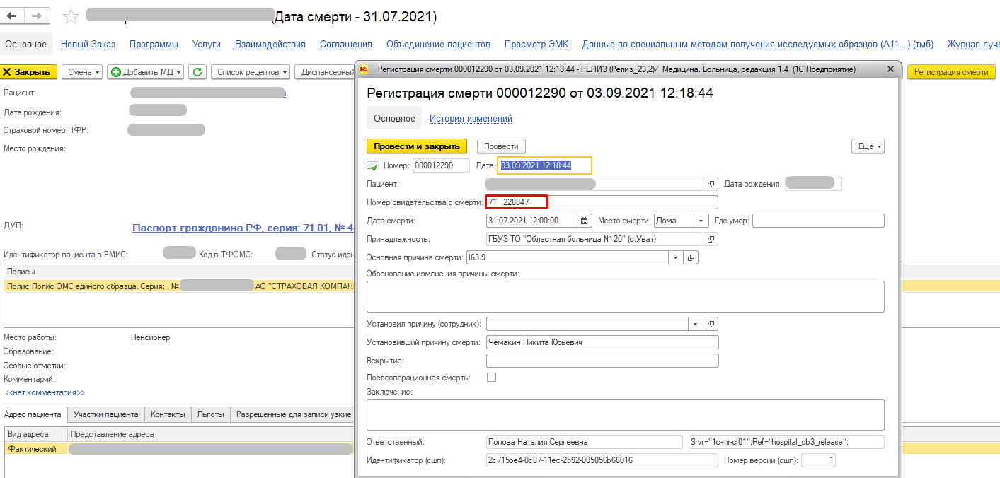 (Дата смерти - 31.07.2021)
Основное Новый Заказ Программы Услуги Взаимодействия Соглашения Объединение пациентов Просмотр ЭМК Данные по специальным методам получения исследуемых образцов (А11...) (тмб) Журнал луче
Закрыть Смена Добавить МД Список рецептов Диспансерный Регистрация смерти
Пациент:
Дата рождения:
Страховой номер ПФР:
Место рождения:
ДУЛ: Паспорт гражданина РФ, серия: 71 01, № 4
Идентификатор пациента в РМИС: Код в ТФОМС: Статус иден
Полисы
Полис Полис ОМС единого образца. Серия: , №: АО "СТРАХОВАЯ КОМПАН
Место работы: Пенсионер
Образование:
Особые отметки:
Комментарий:
<<нет комментария>>
Адрес пациента Участки пациента Контакты Льготы Разрешенные для записи узкие
Вид адреса Представление адреса
Фактический
Регистрация смерти 000012290 от 03.09.2021 12:18:44 - РЕЛИЗ (Релиз_23,2)/ Медицина. Больница, редакция 1.4 (1С:Предприятие)
Регистрация смерти 000012290 от 03.09.2021 12:18:44
Основное История изменений
Провести и закрыть Провести Еще
Номер: 000012290 Дата: 03.09.2021 12:18:44
Пациент: Дата рождения:
Номер свидетельства о смерти: 71 228847
Дата смерти: 31.07.2021 12:00:00 Место смерти: Дома Где умер:
Принадлежность: ГБУЗ ТО "Областная больница № 20" (с.Уват)
Основная причина смерти: I63.9
Обоснование изменения причины смерти:
Установил причину (сотрудник):
Установивший причину смерти: Чемакин Никита Юрьевич
Вскрытие:
Послеоперационная смерть:
Заключение:
Ответственный: Попова Наталия Сергеевна Srvr="1c-mr-cl01";Ref="hospital_ob3_release";
Идентификатор (сшп): 2c715be4-0c87-11ec-2592-005056b66016 Номер версии (сшп): 1